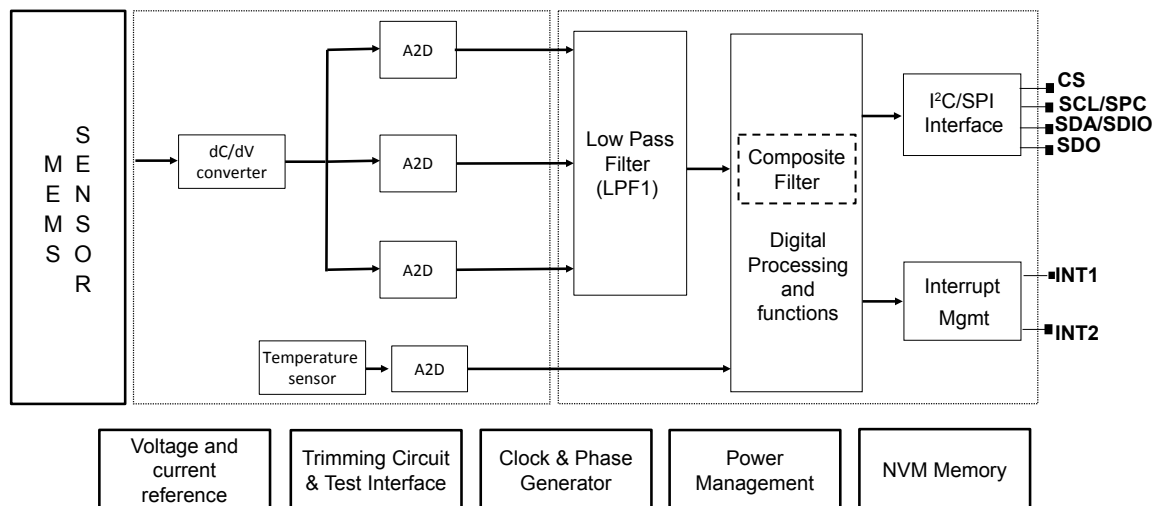 MEMS
SENSOR
dC/dV
converter
A2D
A2D
A2D
Temperature
sensor
A2D
Low Pass
Filter
(LPF1)
Composite
Filter
Digital
Processing
and
functions
I²C/SPI
Interface
CS
SCL/SPC
SDA/SDIO
SDO
Interrupt
Mgmt
INT1
INT2
Voltage and
current
reference
Trimming Circuit
& Test Interface
Clock & Phase
Generator
Power
Management
NVM Memory